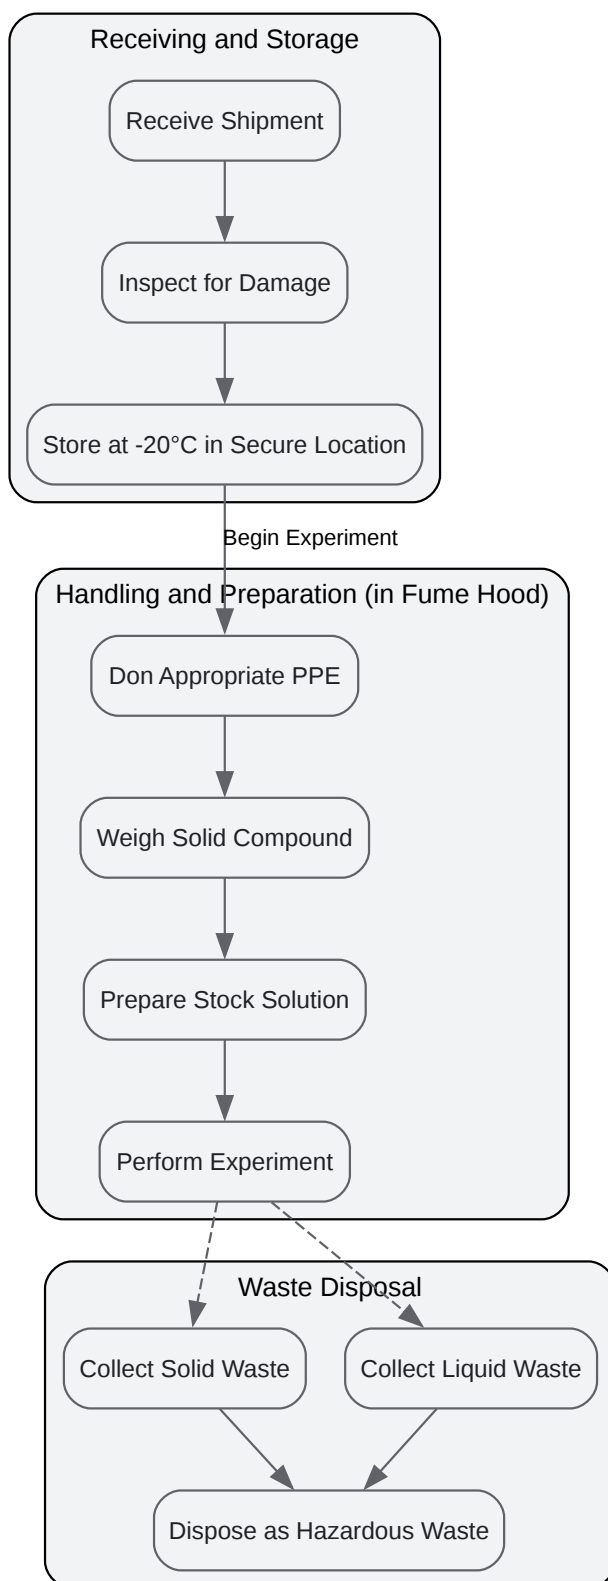 Receiving and Storage
Receive Shipment
Inspect for Damage
Store at -20°C in Secure Location
Begin Experiment
Handling and Preparation (in Fume Hood)
Don Appropriate PPE
Weigh Solid Compound
Prepare Stock Solution
Perform Experiment
Waste Disposal
Collect Solid Waste
Collect Liquid Waste
Dispose as Hazardous Waste